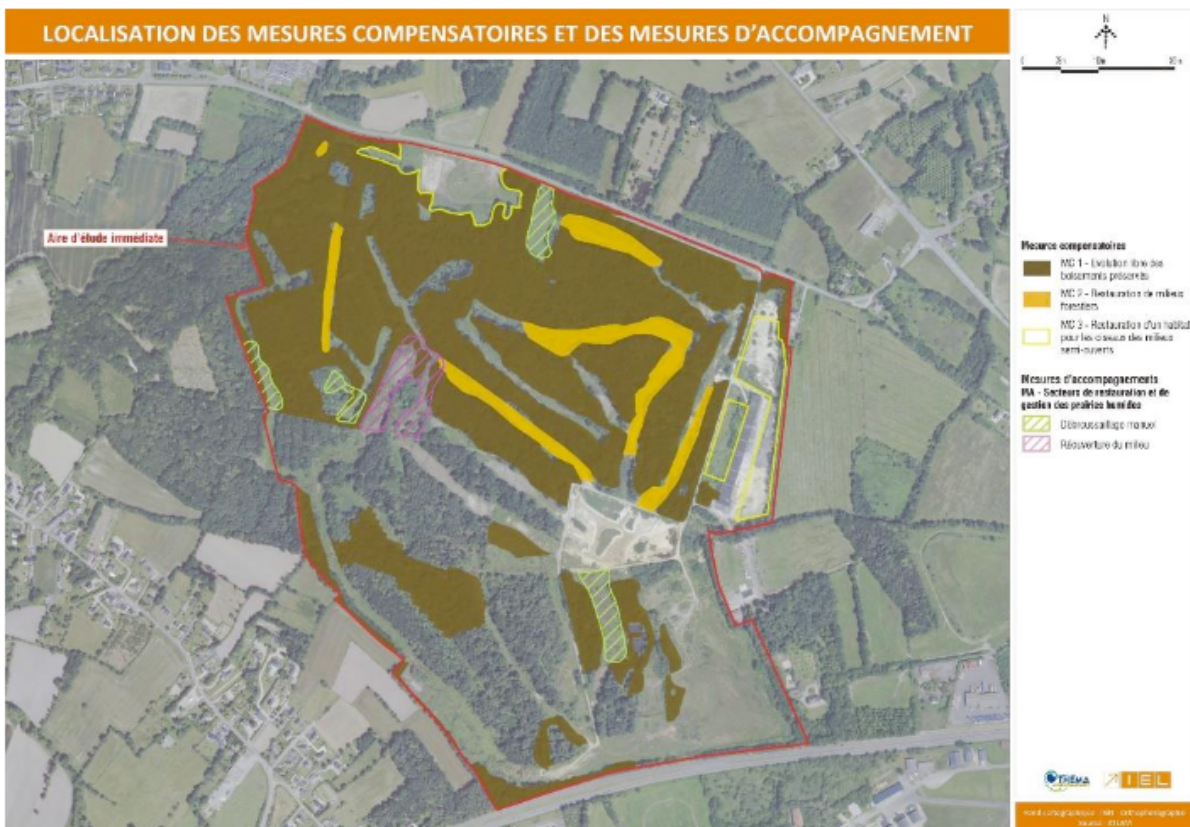 LOCALISATION DES MESURES COMPENSATOIRES ET DES MESURES D'ACCOMPAGNEMENT
N
Aire d'étude immédiate
Mesures compensatoires
MC 1 - Evolution libre des
boisements préservés
MC 2 - Restauration de milieux
forestiers
MC 3 - Restauration d'un habitat
pour les oiseaux des milieux
semi-ouverts
Mesures d'accompagnements
MA - Secteurs de restauration et de
gestion des prairies humides
Débroussaillage manuel
Réouverture du milieu
THEMA
IEL